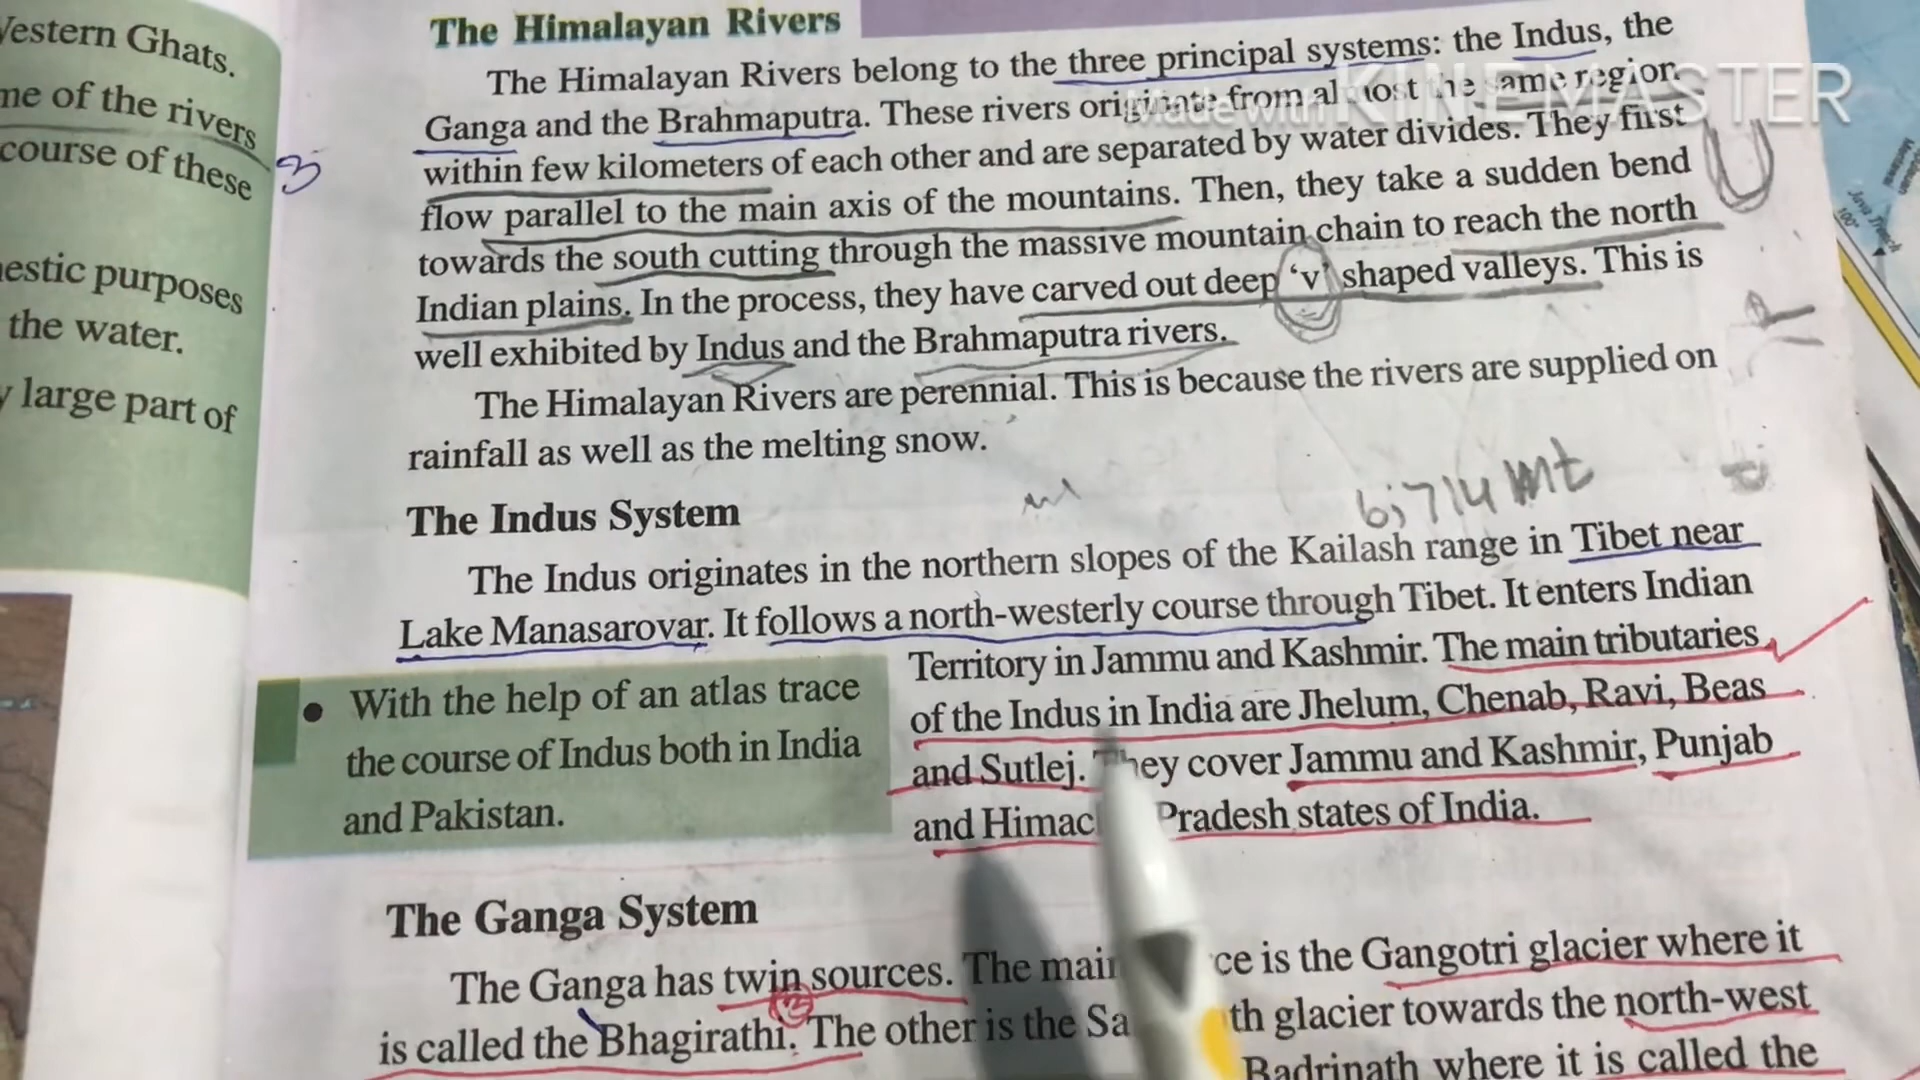 The Himalayan Rivers
The Himalayan Rivers belong to the three principal systems: the Indus, the
Ganga and the Brahmaputra. These rivers originate from almost the same region
within few kilometers of each other and are separated by water divides. They first
flow parallel to the main axis of the mountains. Then, they take a sudden bend
towards the south cutting through the massive mountain chain to reach the north
Indian plains. In the process, they have carved out deep ‘v’ shaped valleys. This is
well exhibited by Indus and the Brahmaputra rivers.
The Himalayan Rivers are perennial. This is because the rivers are supplied on
rainfall as well as the melting snow.
The Indus System
The Indus originates in the northern slopes of the Kailash range in Tibet near
Lake Manasarovar. It follows a north-westerly course through Tibet. It enters Indian
Territory in Jammu and Kashmir. The main tributaries
of the Indus in India are Jhelum, Chenab, Ravi, Beas
and Sutlej. They cover Jammu and Kashmir, Punjab
and Himac Pradesh states of India.
• With the help of an atlas trace
the course of Indus both in India
and Pakistan.
The Ganga System
The Ganga has twin sources. The main ce is the Gangotri glacier where it
is called the Bhagirathi. The other is the Sa th glacier towards the north-west
Badrinath where it is called the
Western Ghats.
me of the rivers
course of these
estic purposes
the water.
y large part of
3
6;714 mt
Made with KINEMASTER
Java Trench
100°